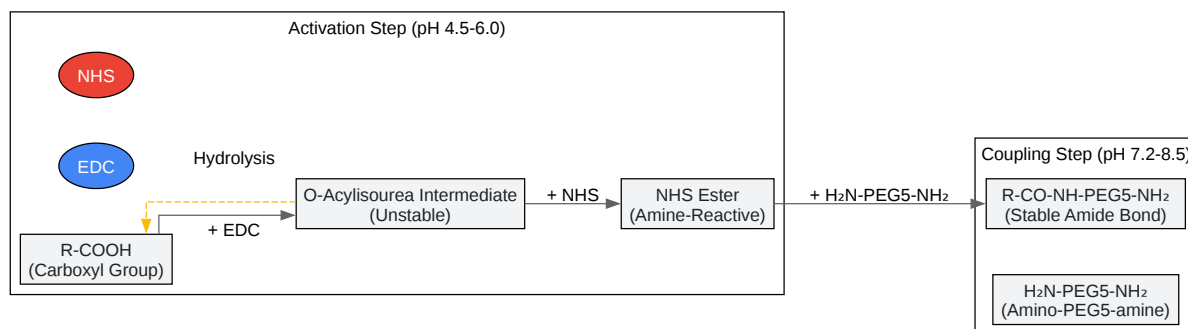 Activation Step (pH 4.5-6.0)
NHS
EDC
Hydrolysis
R-COOH
(Carboxyl Group)
+ EDC
O-Acylisourea Intermediate
(Unstable)
+ NHS
NHS Ester
(Amine-Reactive)
+ H₂N-PEG5-NH₂
Coupling Step (pH 7.2-8.5)
R-CO-NH-PEG5-NH₂
(Stable Amide Bond)
H₂N-PEG5-NH₂
(Amino-PEG5-amine)